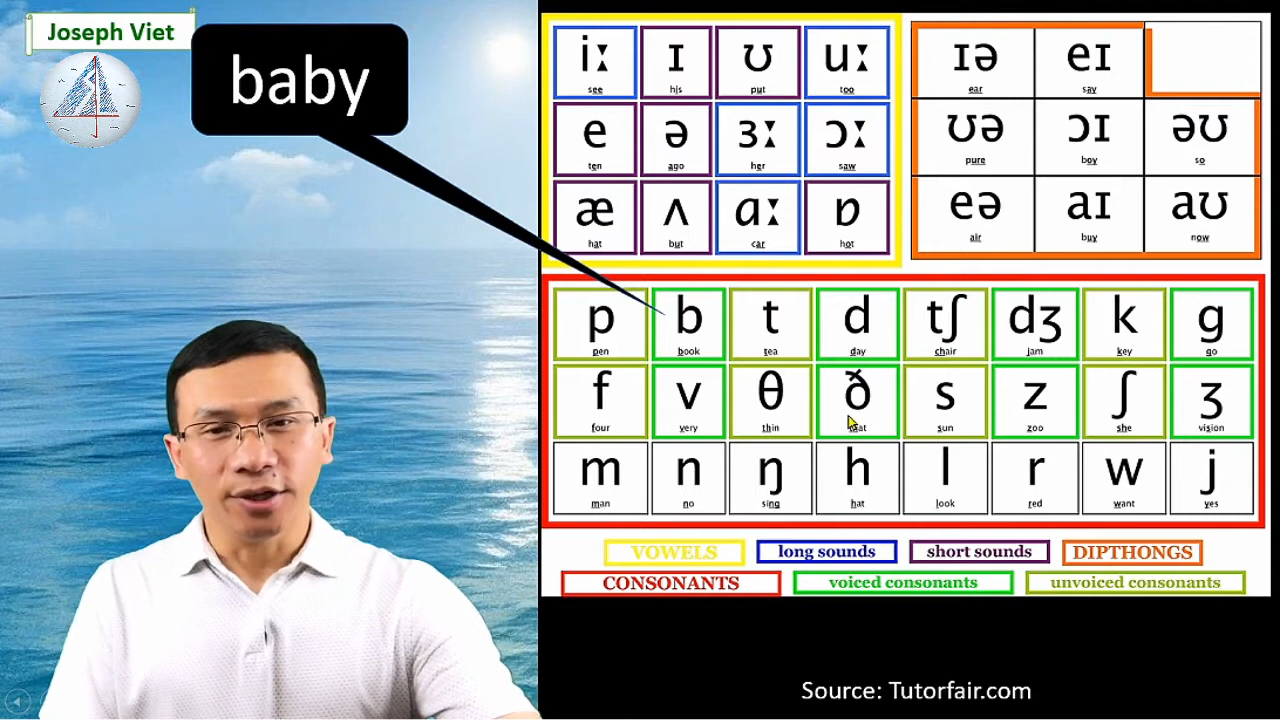 Joseph Viet
baby
iː ɪ ʊ uː
see his put too
e ə ɜː ɔː
ten ago her saw
æ ʌ ɑː ɒ
hat but car hot
ɪə eɪ
ear say
ʊə ɔɪ əʊ
pure boy so
eə aɪ aʊ
air buy now
p b t d tʃ dʒ k g
pen book tea day chair jam key go
f v θ ð s z ʃ ʒ
four very thin sun zoo she vision
m n ŋ h l r w j
man no sing hat look red want yes
VOWELS long sounds short sounds DIPTHONGS
CONSONANTS voiced consonants unvoiced consonants
Source: Tutorfair.com